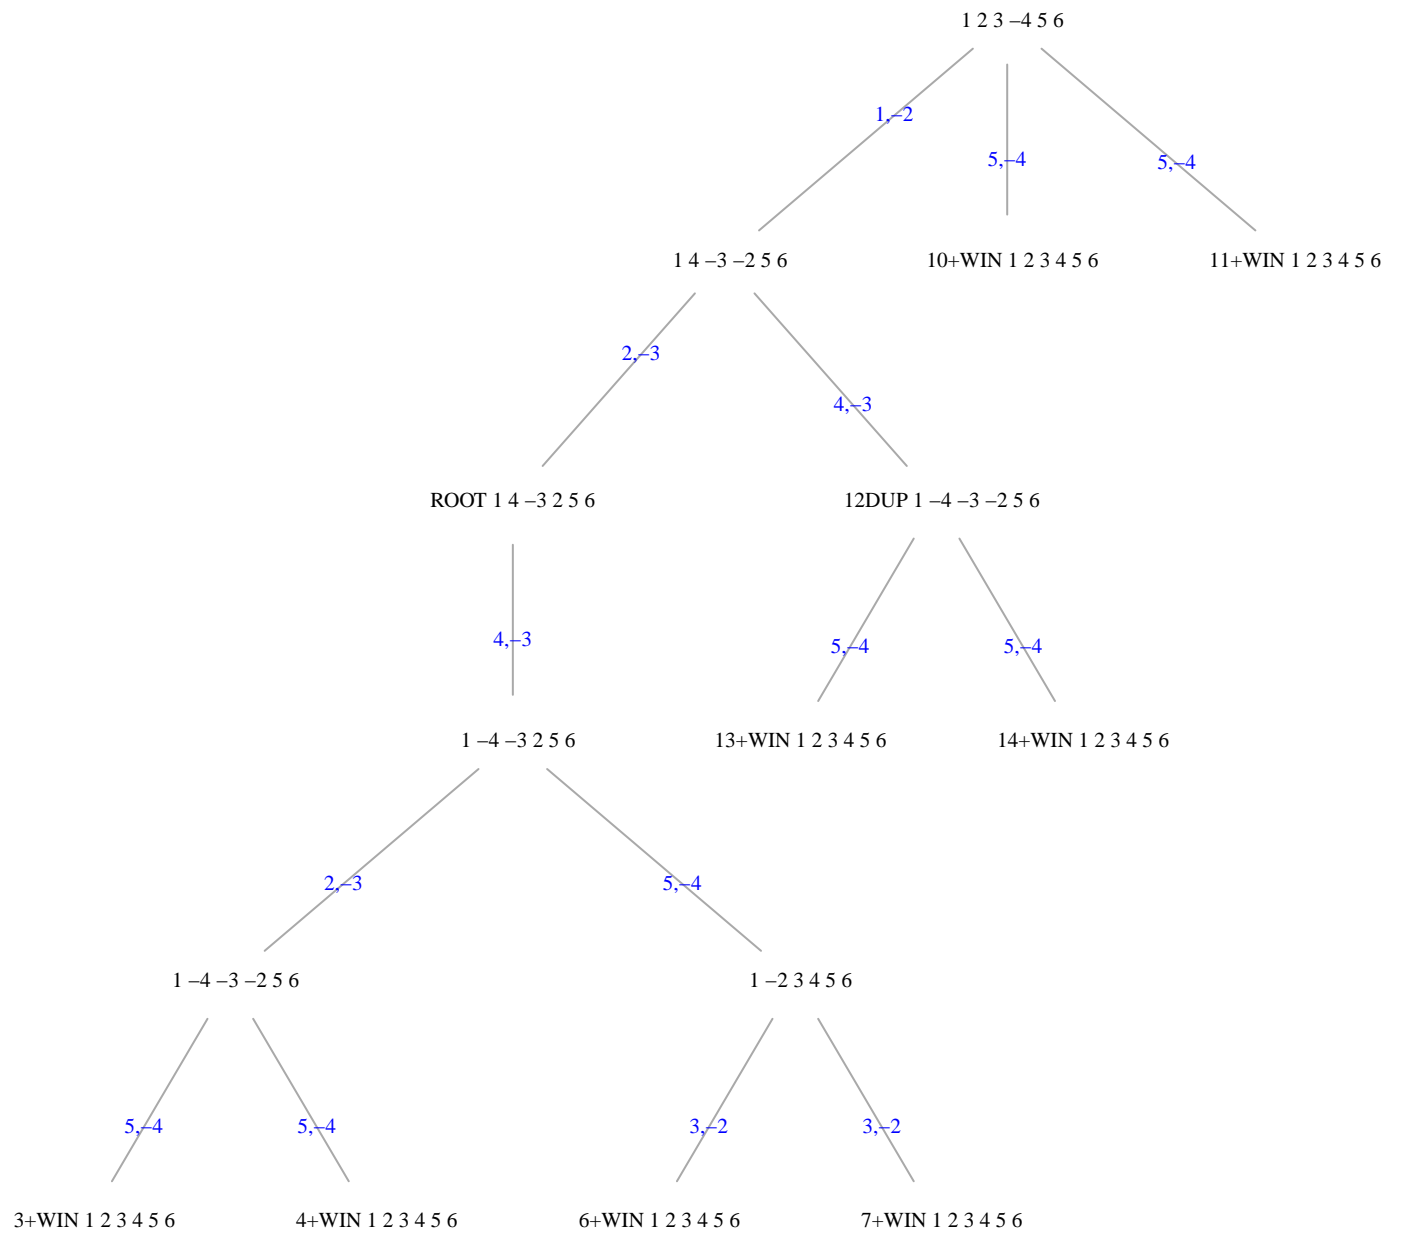 1 2 3 –4 5 6
1,–2
5,–4
5,–4
1 4 –3 –2 5 6
10+WIN 1 2 3 4 5 6
11+WIN 1 2 3 4 5 6
2,–3
4,–3
ROOT 1 4 –3 2 5 6
12DUP 1 –4 –3 –2 5 6
4,–3
5,–4
5,–4
1 –4 –3 2 5 6
13+WIN 1 2 3 4 5 6
14+WIN 1 2 3 4 5 6
2,–3
5,–4
1 –4 –3 –2 5 6
1 –2 3 4 5 6
5,–4
5,–4
3,–2
3,–2
3+WIN 1 2 3 4 5 6
4+WIN 1 2 3 4 5 6
6+WIN 1 2 3 4 5 6
7+WIN 1 2 3 4 5 6